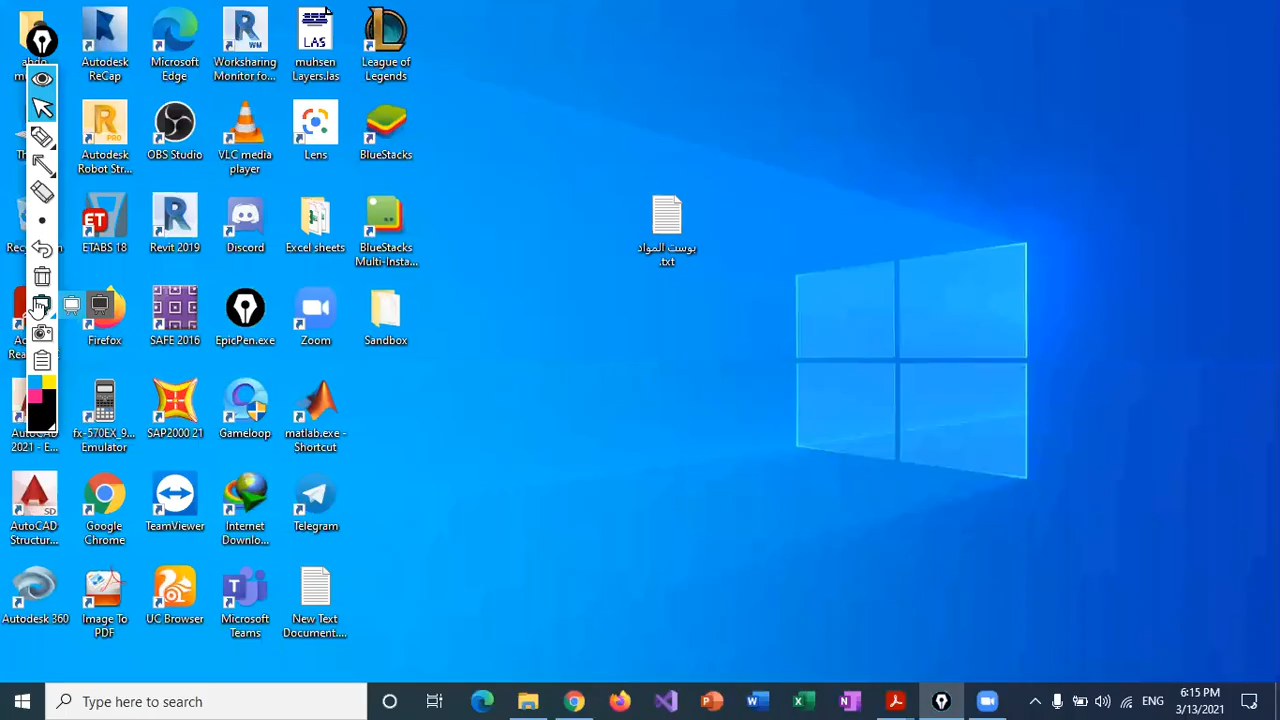 abdo
Autodesk
ReCap
Microsoft
Edge
Worksharing
Monitor fo...
LAS
muhsen
Layers.las
League of
Legends
Autodesk
Robot Str...
OBS Studio
VLC media
player
Lens
BlueStacks
ETABS 18
Revit 2019
Discord
Excel sheets
BlueStacks
Multi-Insta...
بوست المواد
.txt
Firefox
SAFE 2016
EpicPen.exe
Zoom
Sandbox
AutoCAD
2021 - E...
fx-570EX_9...
Emulator
SAP2000 21
Gameloop
matlab.exe -
Shortcut
AutoCAD
Structur...
Google
Chrome
TeamViewer
Internet
Downlo...
Telegram
Autodesk 360
Image To
PDF
UC Browser
Microsoft
Teams
New Text
Document....
Type here to search
ENG
6:15 PM
3/13/2021